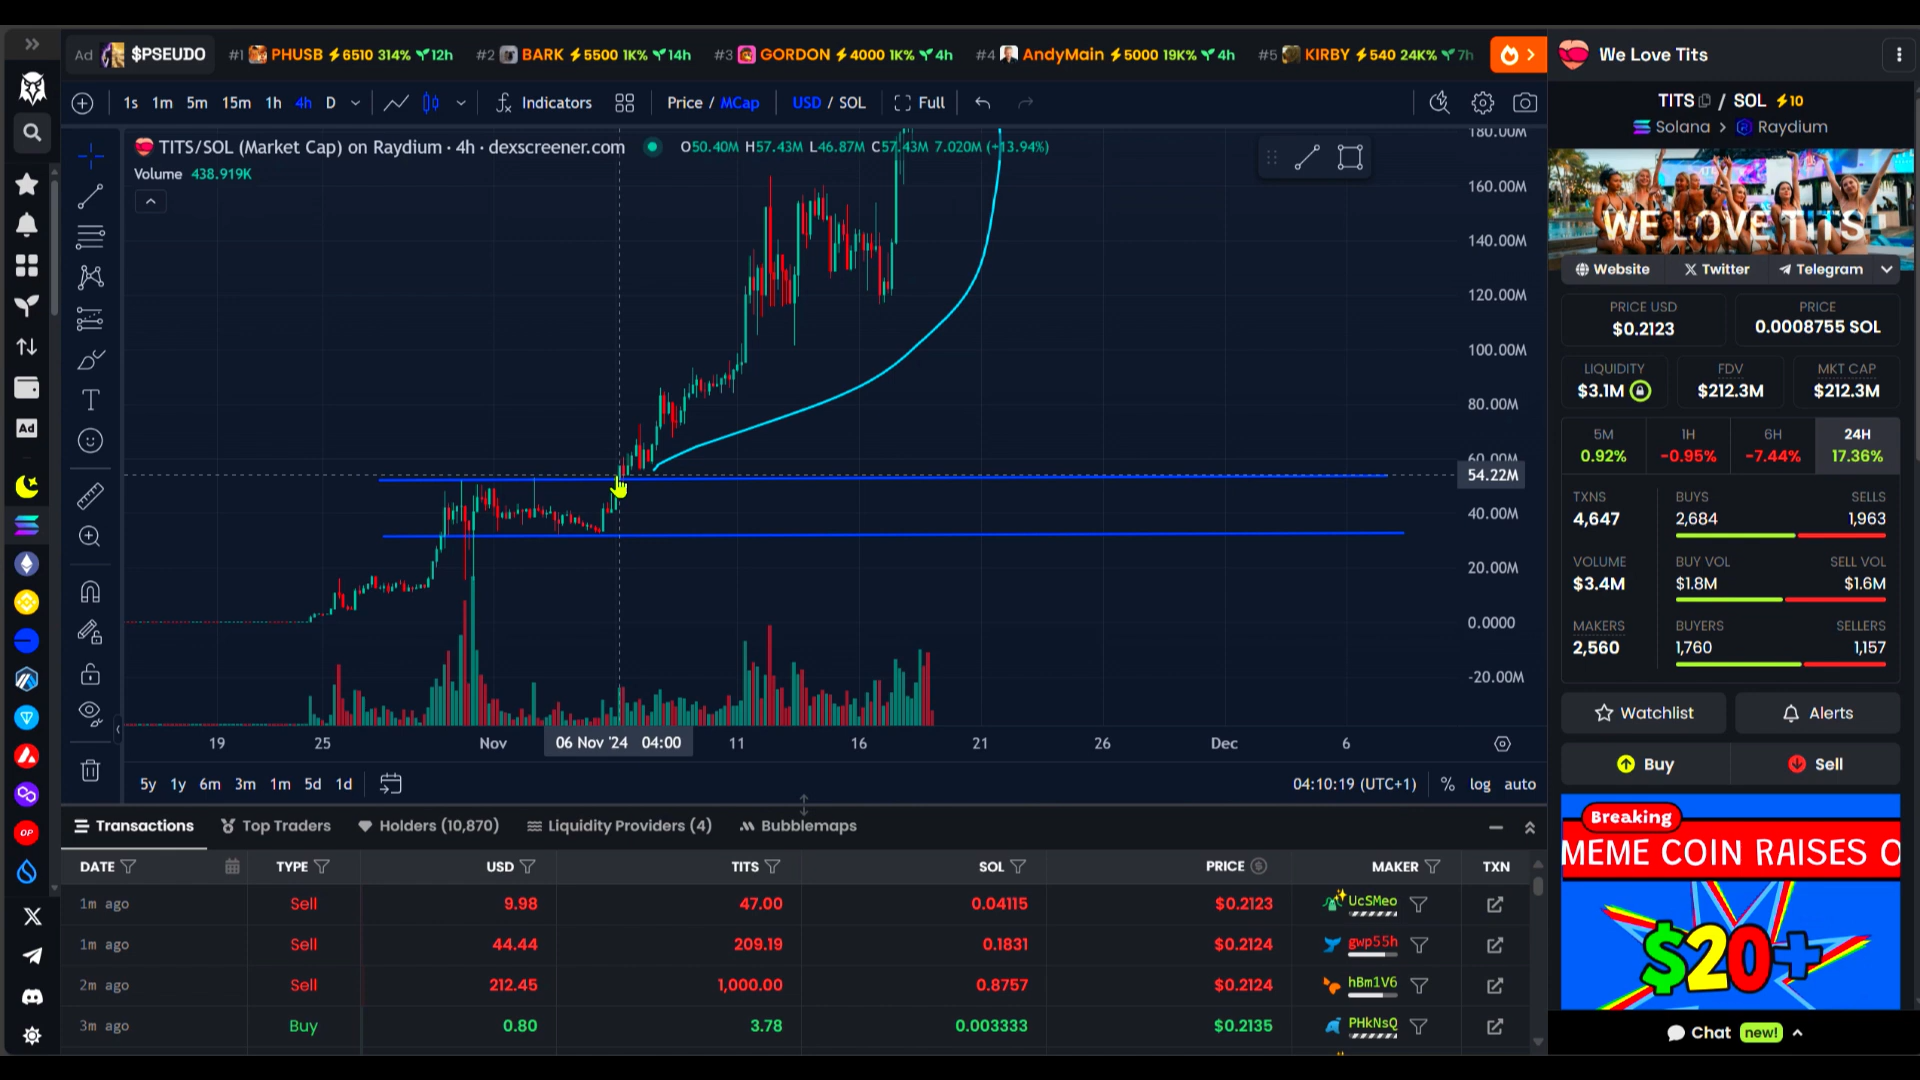 Ad $PSEUDO #1 PHUSB 6510 314% 12h #2 BARK 5500 1K% 14h #3 GORDON 4000 1K% 4h #4 AndyMain 5000 19K% 4h #5 KIRBY 540 24K% 7h
We Love Tits
1s 1m 5m 15m 1h 4h D Indicators Price / MCap USD / SOL Full
TITS / SOL 10
Solana > Raydium
TITS/SOL (Market Cap) on Raydium · 4h · dexscreener.com O50.40M H57.43M L46.87M C57.43M 7.020M (+13.94%)
Volume 438.919K
180.00M
160.00M
140.00M
120.00M
100.00M
80.00M
60.00M
54.22M
40.00M
20.00M
0.0000
-20.00M
19 25 Nov 06 Nov '24 04:00 11 16 21 26 Dec 6
5y 1y 6m 3m 1m 5d 1d 04:10:19 (UTC+1) % log auto
WE LOVE TITS
Website Twitter Telegram
PRICE USD
$0.2123
PRICE
0.0008755 SOL
LIQUIDITY
$3.1M
FDV
$212.3M
MKT CAP
$212.3M
5M
0.92%
1H
-0.95%
6H
-7.44%
24H
17.36%
TXNS
4,647
BUYS SELLS
2,684 1,963
VOLUME
$3.4M
BUY VOL SELL VOL
$1.8M $1.6M
MAKERS
2,560
BUYERS SELLERS
1,760 1,157
Watchlist Alerts
Buy Sell
Breaking
MEME COIN RAISES
$20+
Chat new!
Transactions Top Traders Holders (10,870) Liquidity Providers (4) Bubblemaps
DATE TYPE USD TITS SOL PRICE MAKER TXN
1m ago Sell 9.98 47.00 0.04115 $0.2123 UcSMeo
1m ago Sell 44.44 209.19 0.1831 $0.2124 gwp55h
2m ago Sell 212.45 1,000.00 0.8757 $0.2124 hBm1V6
3m ago Buy 0.80 3.78 0.003333 $0.2135 PHkNsQ
Ad
OP